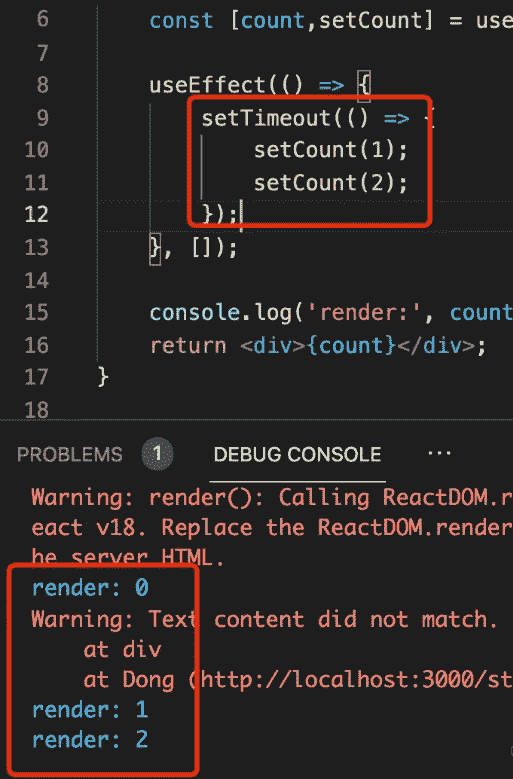 6 const [count,setCount] = use
7
8 useEffect(() => {
9 setTimeout(() => {
10 setCount(1);
11 setCount(2);
12 });
13 }, []);
14
15 console.log('render:', count
16 return <div>{count}</div>;
17 }
18
PROBLEMS 1 DEBUG CONSOLE ...
Warning: render(): Calling ReactDOM.r
eact v18. Replace the ReactDOM.render
he server HTML.
render: 0
Warning: Text content did not match.
at div
at Dong (http://localhost:3000/st
render: 1
render: 2